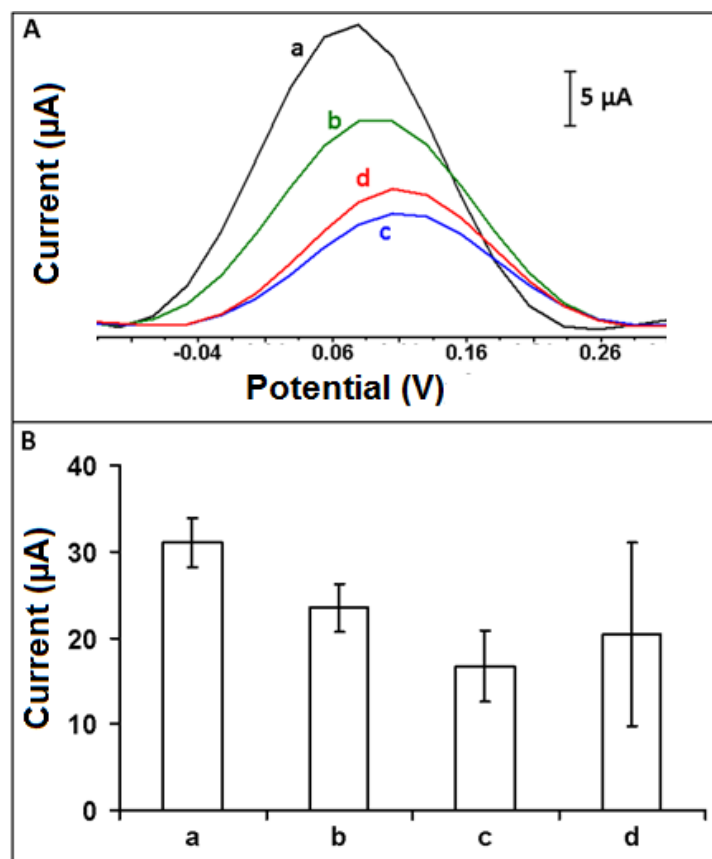 A
Current (µA)
a
b
d
c
5 µA
-0.04 0.06 0.16 0.26
Potential (V)
B
Current (µA)
40
30
20
10
0
a b c d